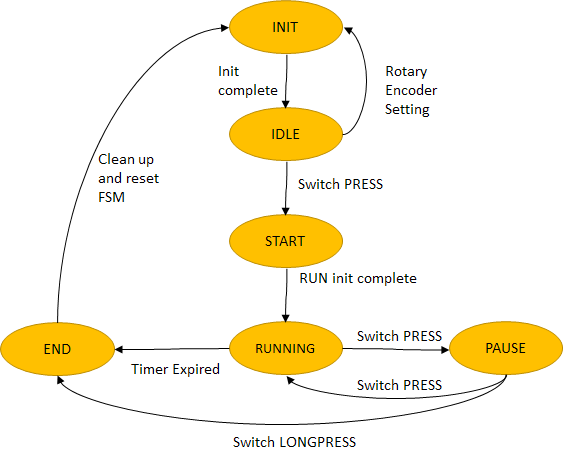 INIT
Init
complete
Rotary
Encoder
Setting
IDLE
Clean up
and reset
FSM
Switch PRESS
START
RUN init complete
Switch PRESS
END
RUNNING
PAUSE
Timer Expired
Switch PRESS
Switch LONGPRESS